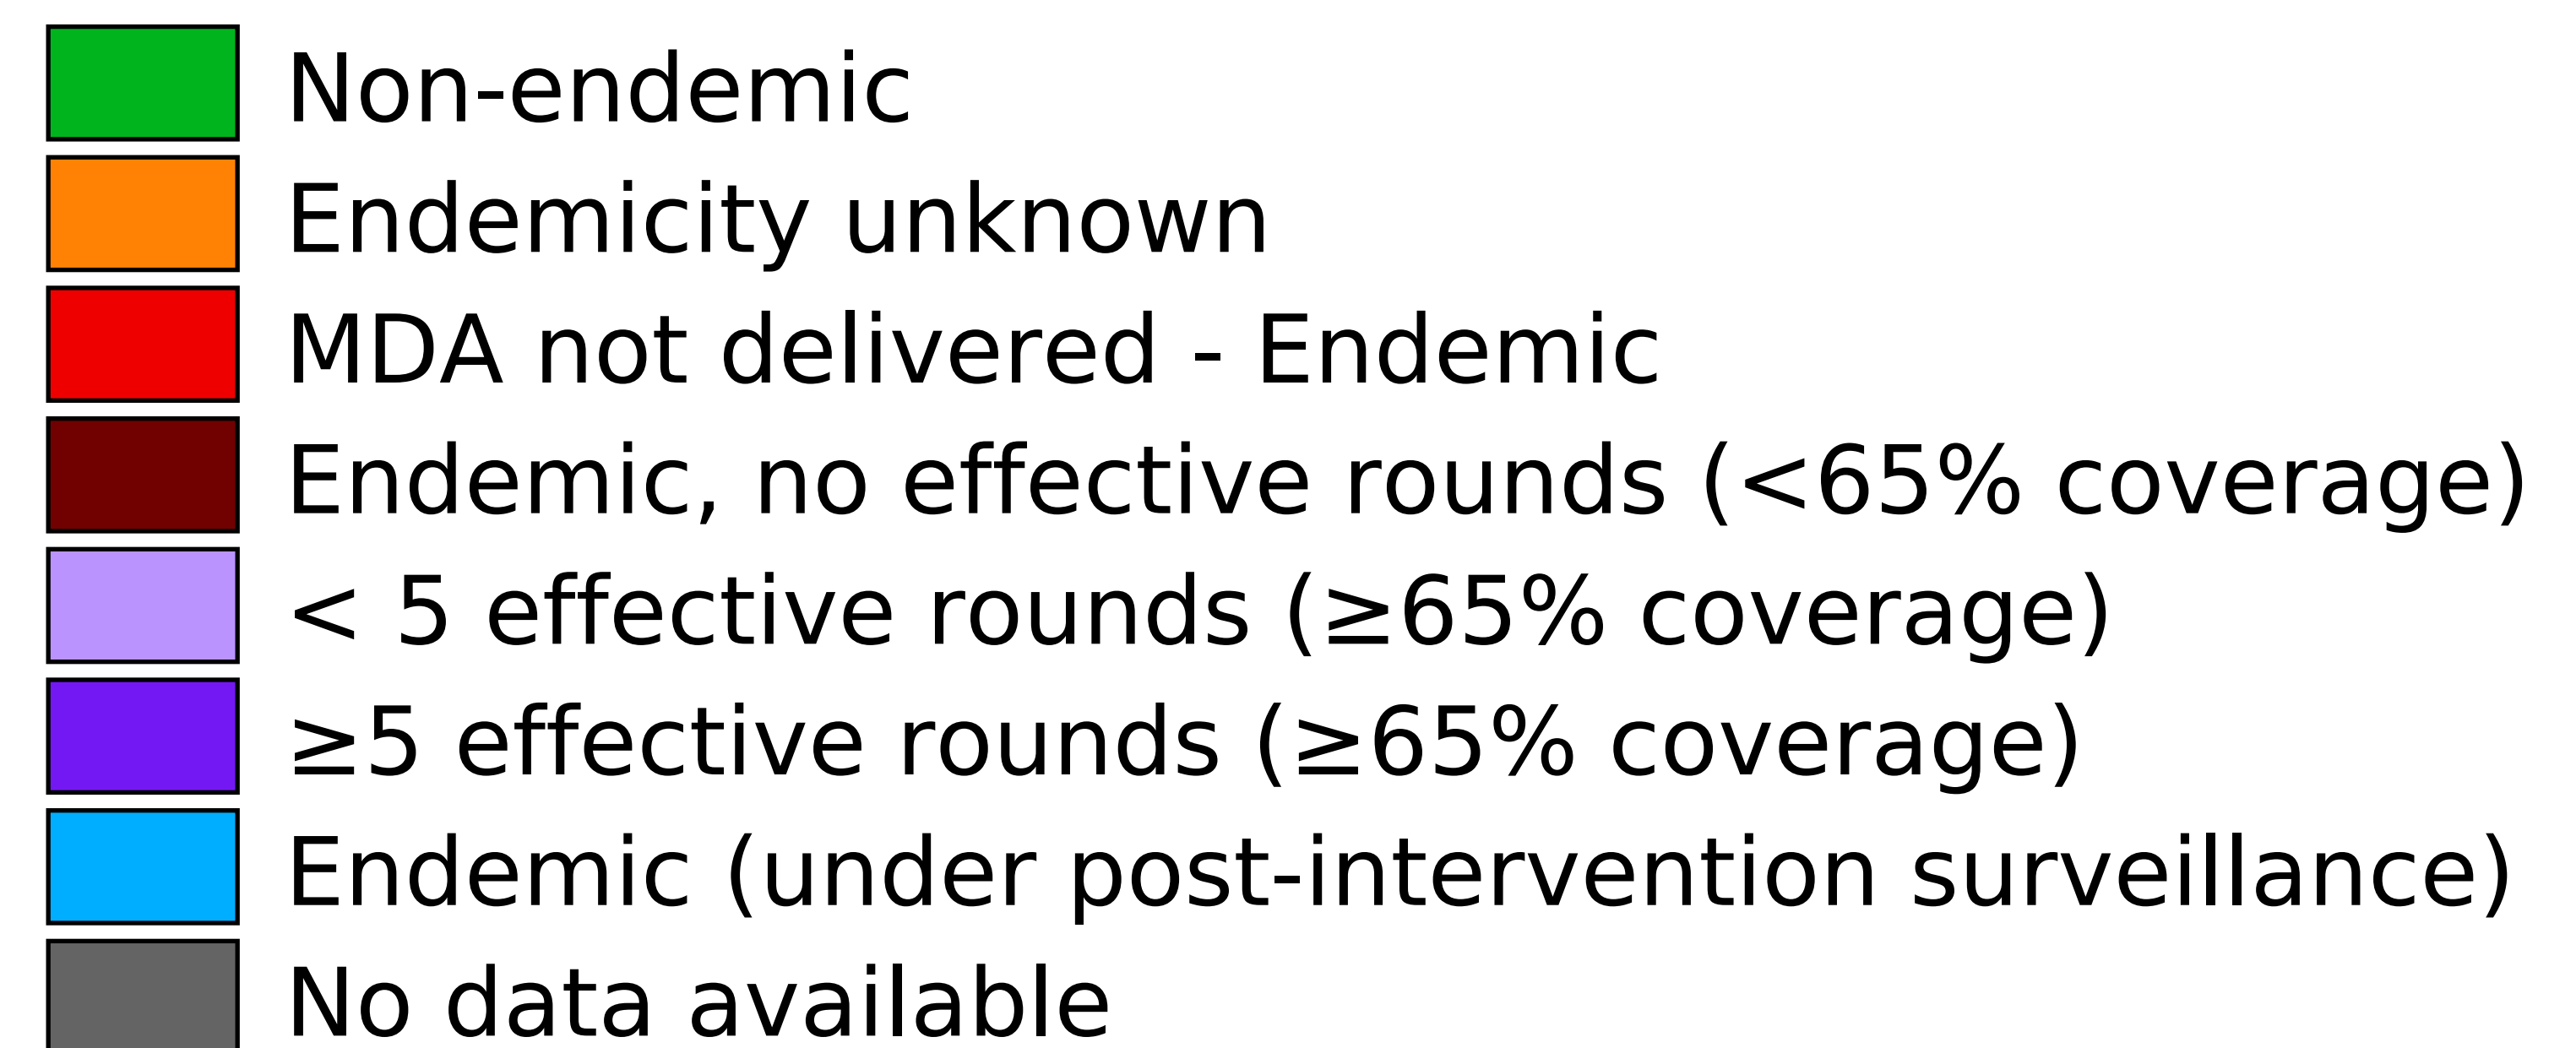 Non-endemic
Endemicity unknown
MDA not delivered - Endemic
Endemic, no effective rounds (<65% coverage)
< 5 effective rounds (≥65% coverage)
≥5 effective rounds (≥65% coverage)
Endemic (under post-intervention surveillance)
No data available